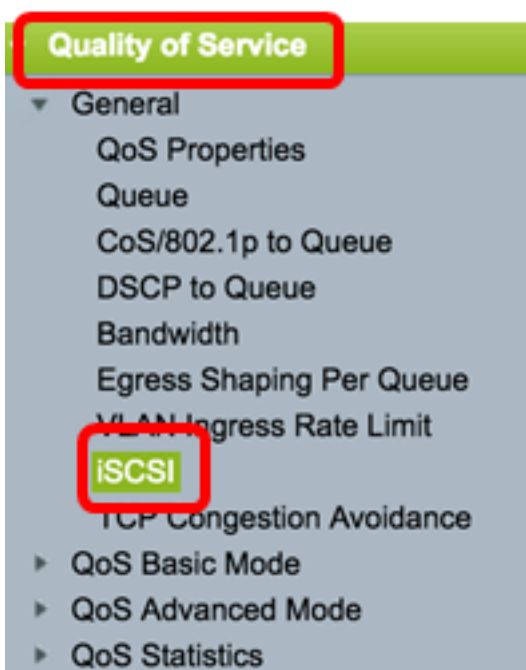 Quality of Service
General
QoS Properties
Queue
CoS/802.1p to Queue
DSCP to Queue
Bandwidth
Egress Shaping Per Queue
VLAN Ingress Rate Limit
iSCSI
TCP Congestion Avoidance
QoS Basic Mode
QoS Advanced Mode
QoS Statistics